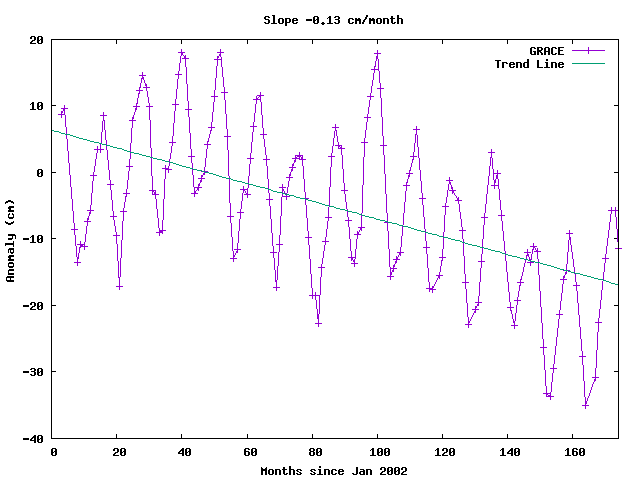 Slope -0.13 cm/month
GRACE
Trend Line
20
10
0
-10
-20
-30
-40
Anomaly (cm)
0 20 40 60 80 100 120 140 160
Months since Jan 2002